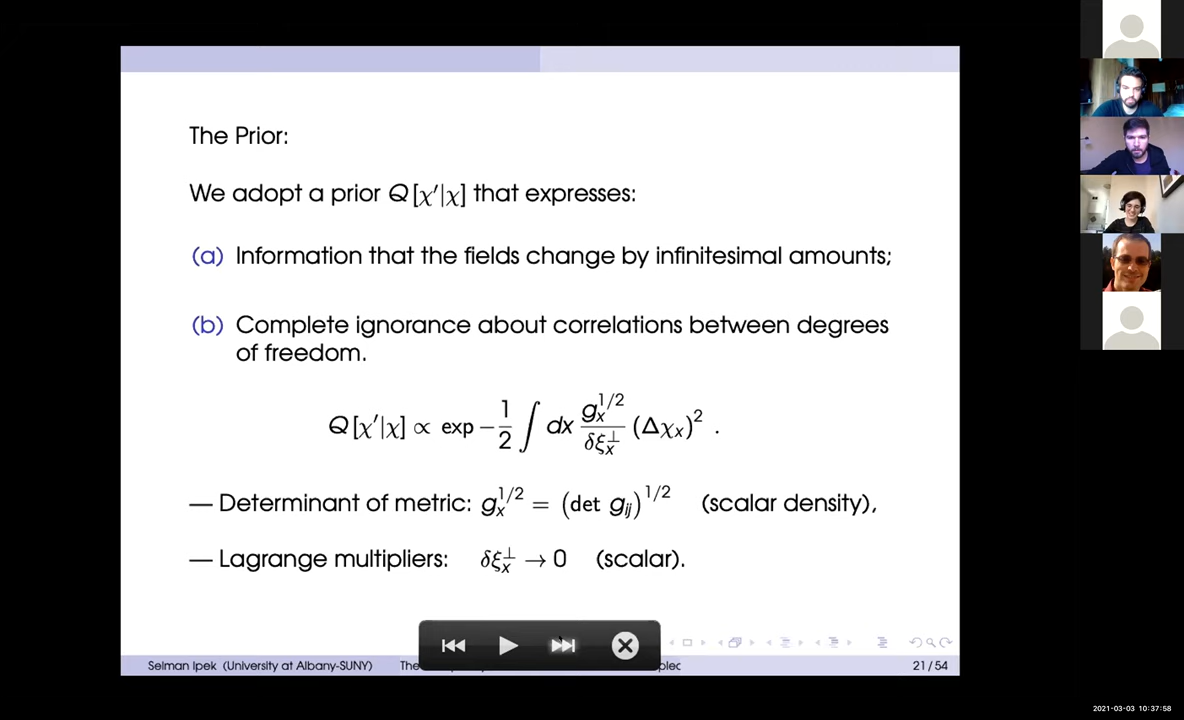 The Prior:
We adopt a prior Q[χ′|χ] that expresses:
(a) Information that the fields change by infinitesimal amounts;
(b) Complete ignorance about correlations between degrees
of freedom.
Q[χ′|χ] ∝ exp −1/2 ∫ dx g_x^{1/2}/δξ_x^⊥ (Δχ_x)² .
— Determinant of metric: g_x^{1/2} = (det g_{ij})^{1/2} (scalar density),
— Lagrange multipliers: δξ_x^⊥ → 0 (scalar).
Selman Ipek (University at Albany-SUNY) The
21 / 54
2021-03-03 10:37:58